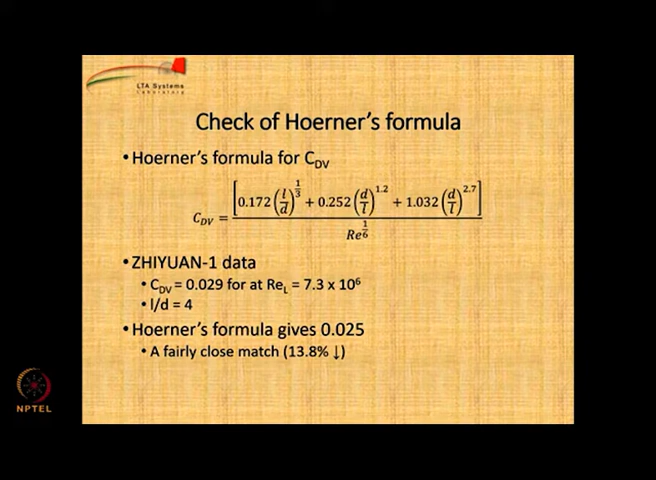 LTA Systems
Laboratory
Check of Hoerner's formula
•Hoerner's formula for C_DV
C_DV = [0.172 (l/d)^(1/3) + 0.252 (d/l)^1.2 + 1.032 (d/l)^2.7] / Re^(1/6)
•ZHIYUAN-1 data
• C_DV = 0.029 for at Re_L = 7.3 x 10⁶
• l/d = 4
•Hoerner's formula gives 0.025
• A fairly close match (13.8% ↓)
NPTEL